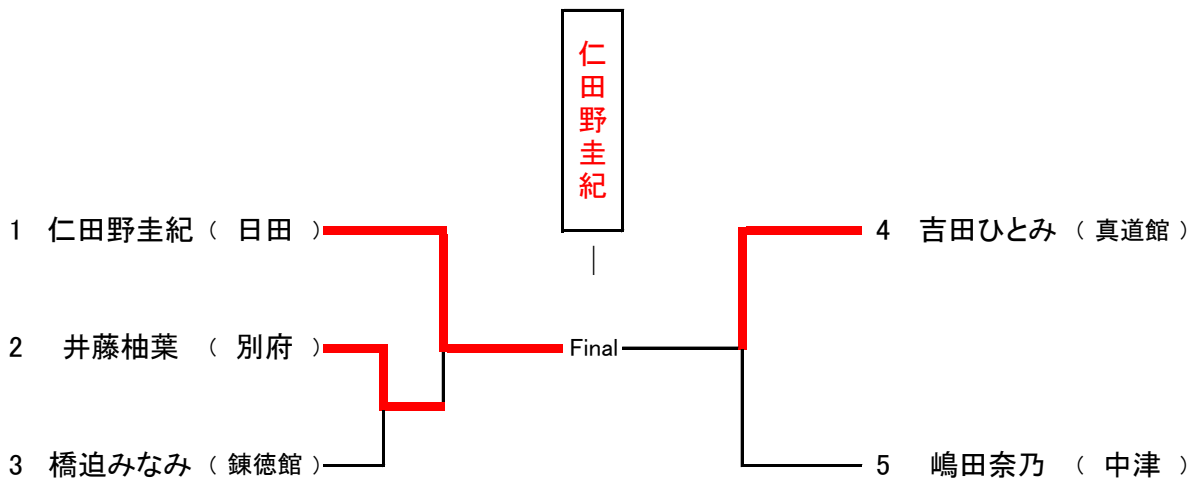 仁田野圭紀
1 仁田野圭紀 ( 日田 )
4 吉田ひとみ ( 真道館 )
2 井藤柚葉 ( 別府 )
Final
3 橋迫みなみ ( 錬徳館 )
5 嶋田奈乃 ( 中津 )